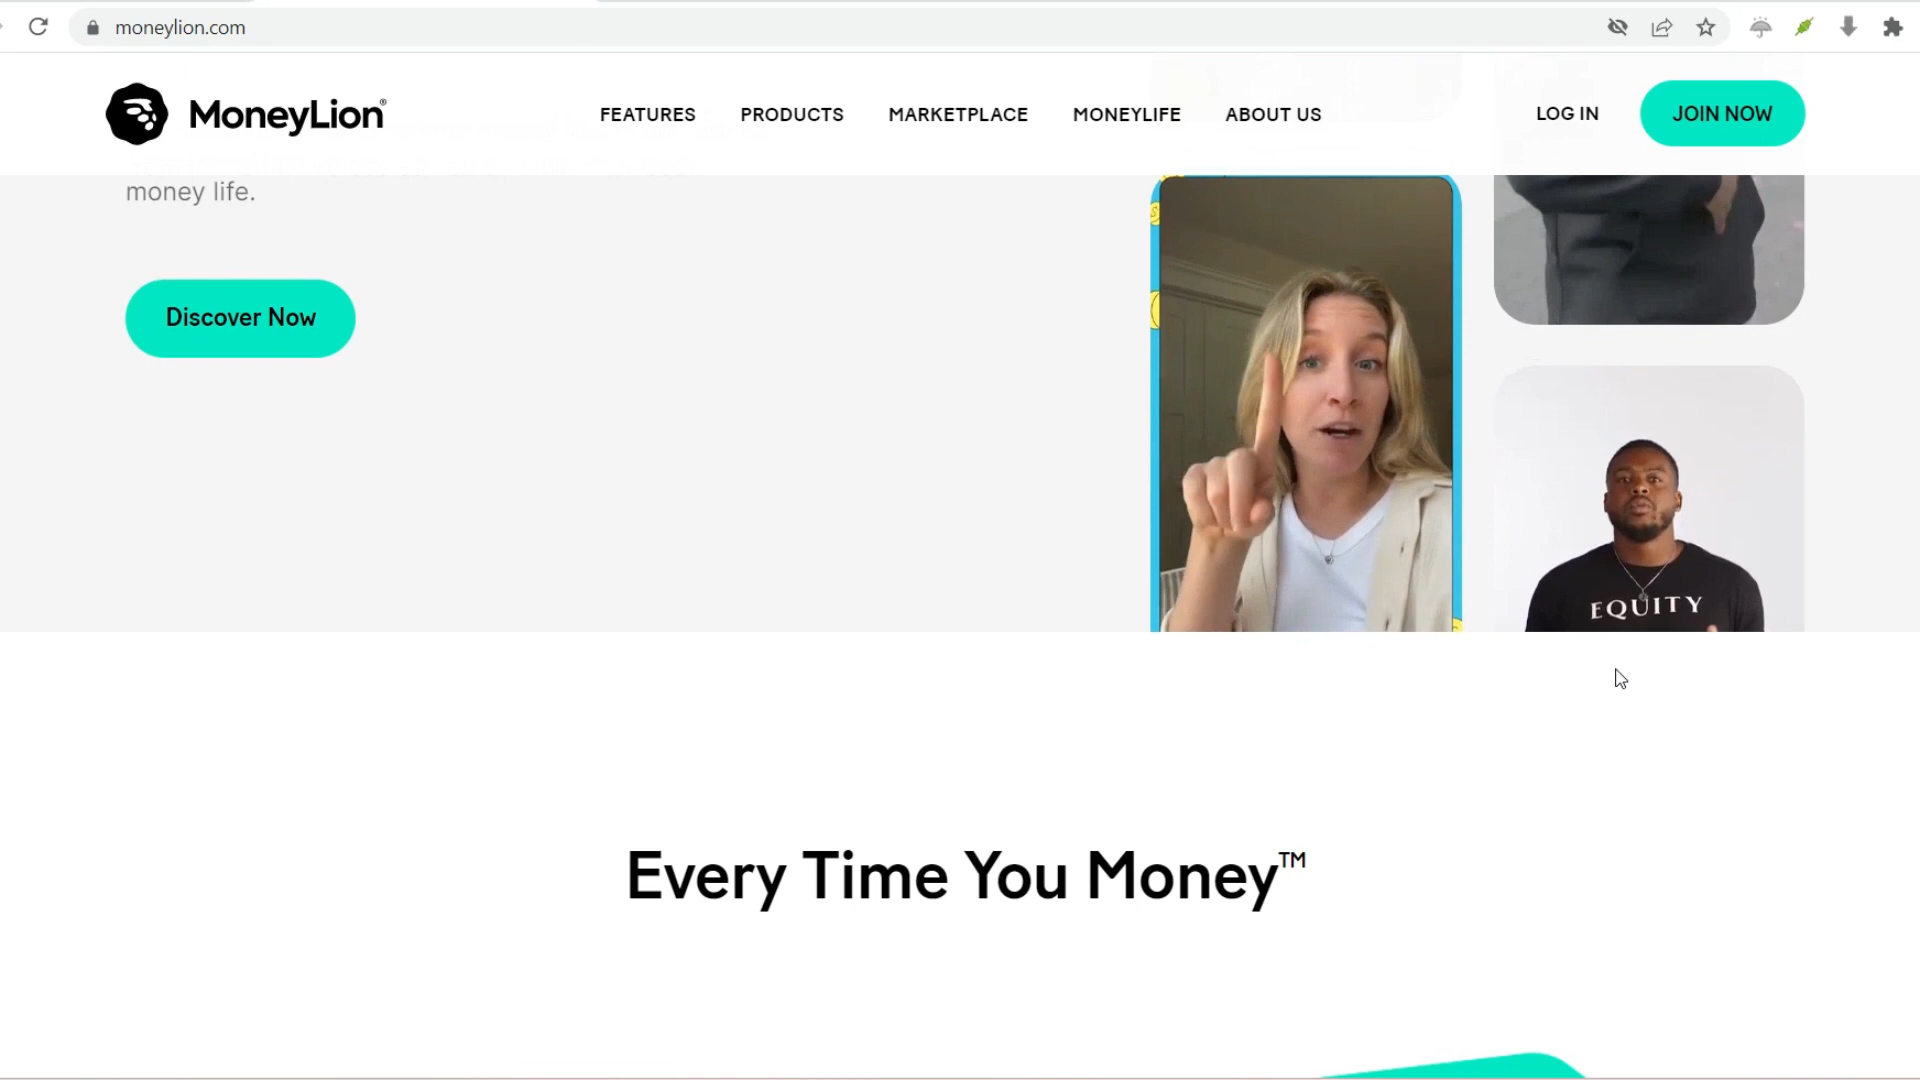 moneylion.com
MoneyLion®
FEATURES
PRODUCTS
MARKETPLACE
MONEYLIFE
ABOUT US
LOG IN
JOIN NOW
money life.
Discover Now
EQUITY
Every Time You Money™